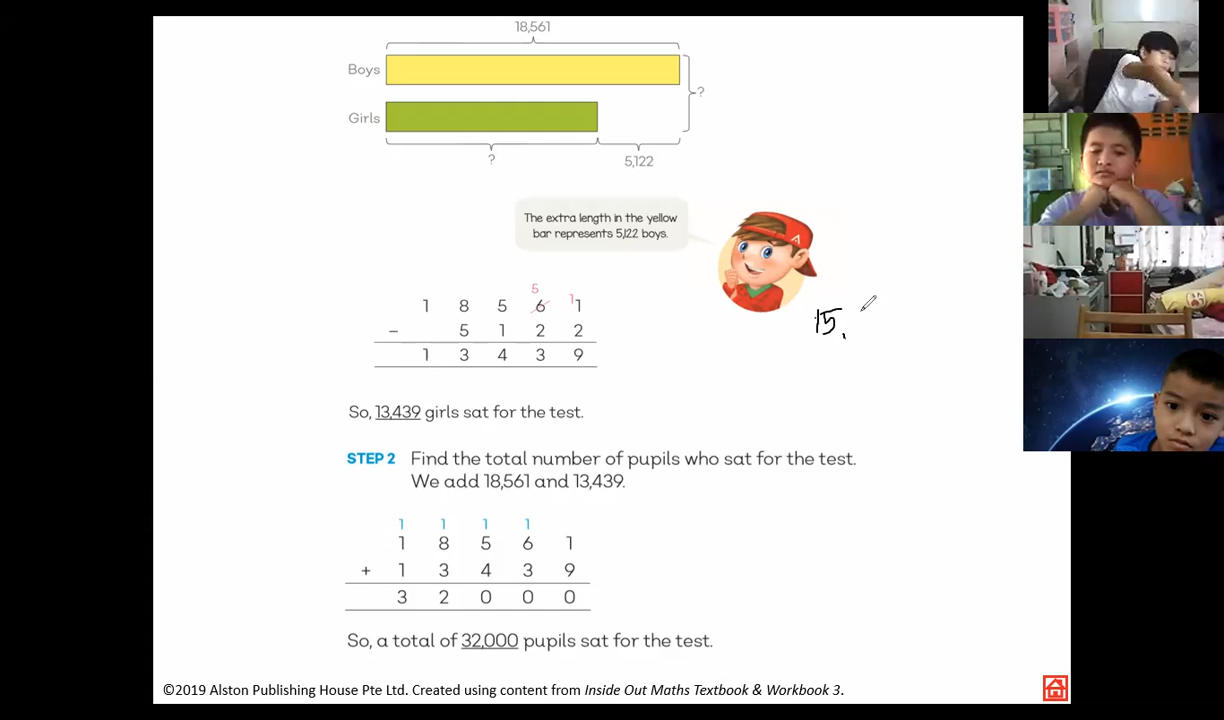 18,561
Boys
?
Girls
? 5,122
The extra length in the yellow
bar represents 5,122 boys.
A
5 1
1 8 5 6 1
15.
− 5 1 2 2
1 3 4 3 9
So, 13,439 girls sat for the test.
STEP 2 Find the total number of pupils who sat for the test.
We add 18,561 and 13,439.
1 1 1 1
1 8 5 6 1
+ 1 3 4 3 9
3 2 0 0 0
So, a total of 32,000 pupils sat for the test.
©2019 Alston Publishing House Pte Ltd. Created using content from Inside Out Maths Textbook & Workbook 3.